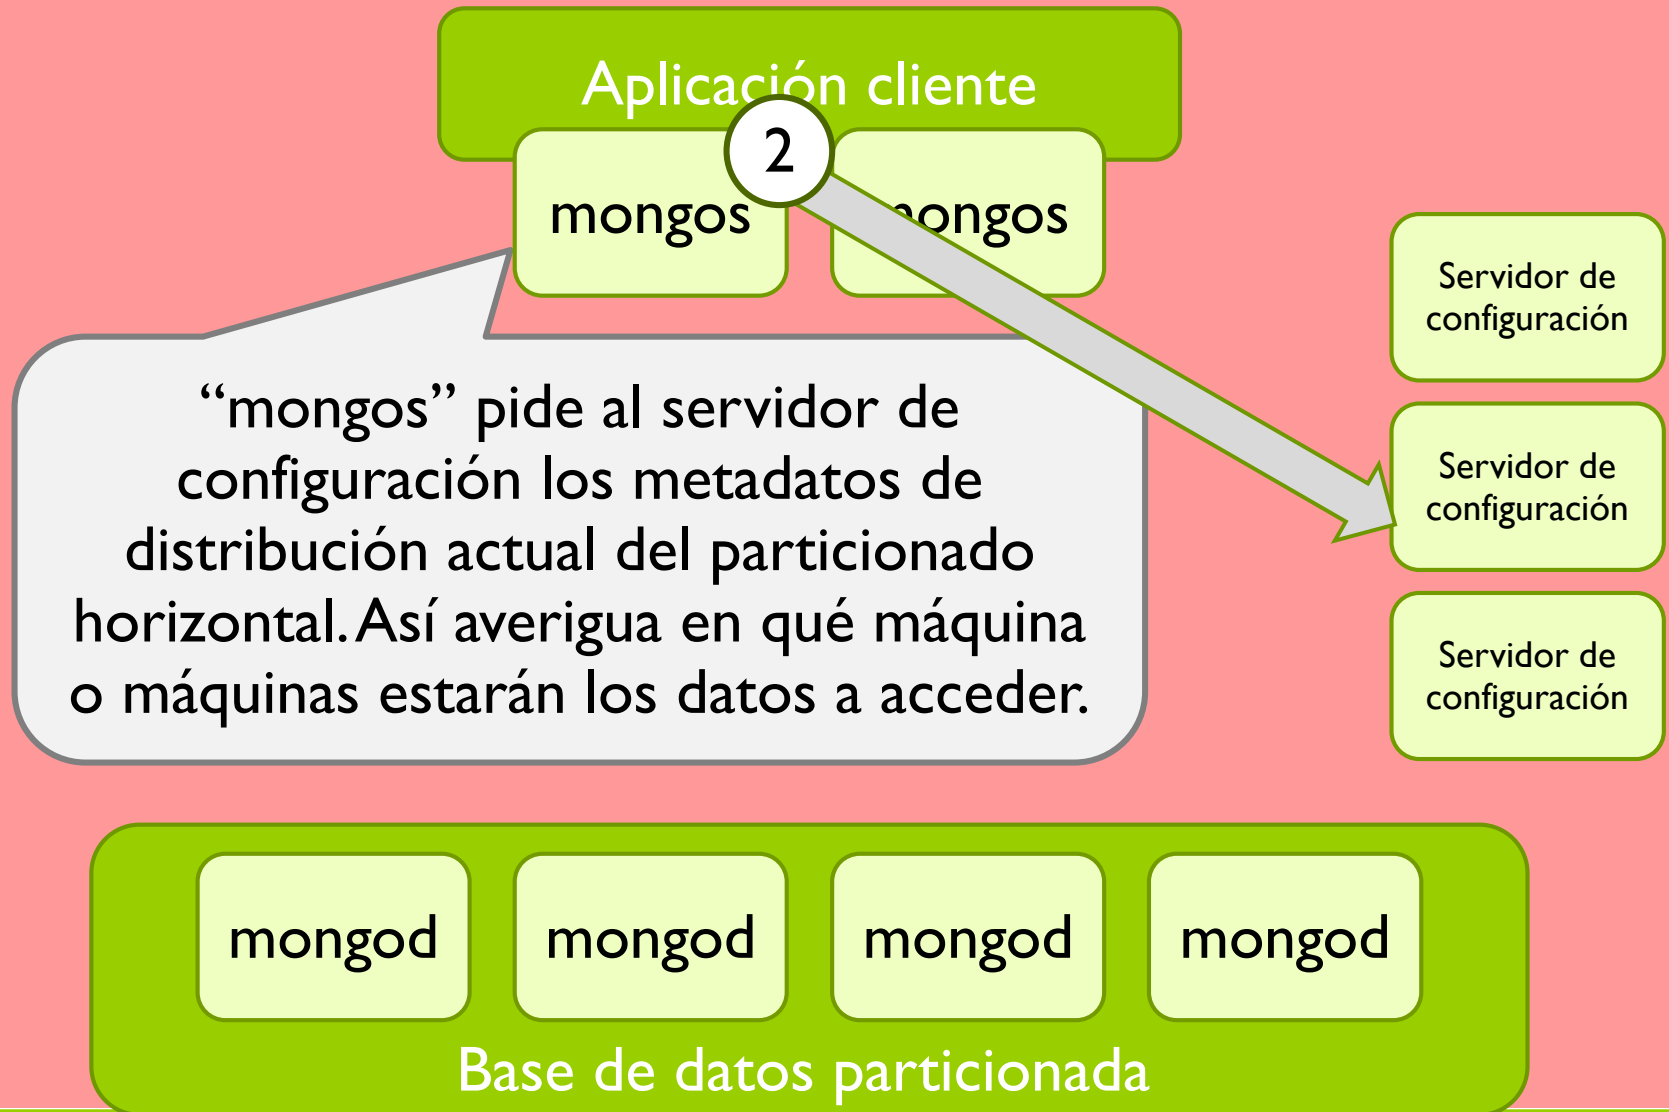 Aplicación cliente
2
mongos
mongos
Servidor de
configuración
Servidor de
configuración
Servidor de
configuración
“mongos” pide al servidor de
configuración los metadatos de
distribución actual del particionado
horizontal. Así averigua en qué máquina
o máquinas estarán los datos a acceder.
mongod
mongod
mongod
mongod
Base de datos particionada